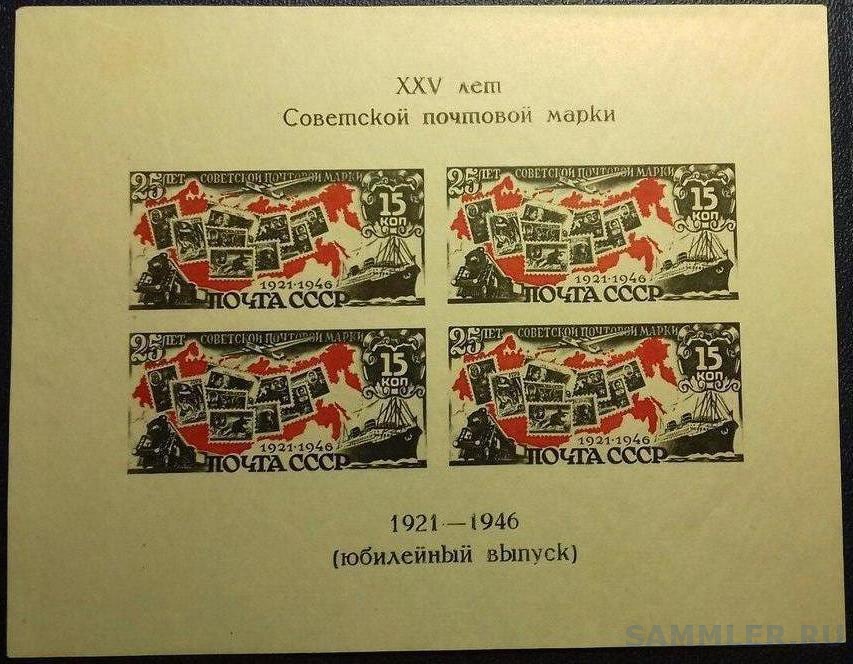 XXV лет
Советской почтовой марки
25 ЛЕТ СОВЕТСКОЙ ПОЧТОВОЙ МАРКИ
15
КОП
1921·1946
ПОЧТА СССР
25 ЛЕТ СОВЕТСКОЙ ПОЧТОВОЙ МАРКИ
15
КОП
1921·1946
ПОЧТА СССР
25 ЛЕТ СОВЕТСКОЙ ПОЧТОВОЙ МАРКИ
15
КОП
1921·1946
ПОЧТА СССР
25 ЛЕТ СОВЕТСКОЙ ПОЧТОВОЙ МАРКИ
15
КОП
1921·1946
ПОЧТА СССР
1921—1946
(юбилейный выпуск)
SAMMLER.RU